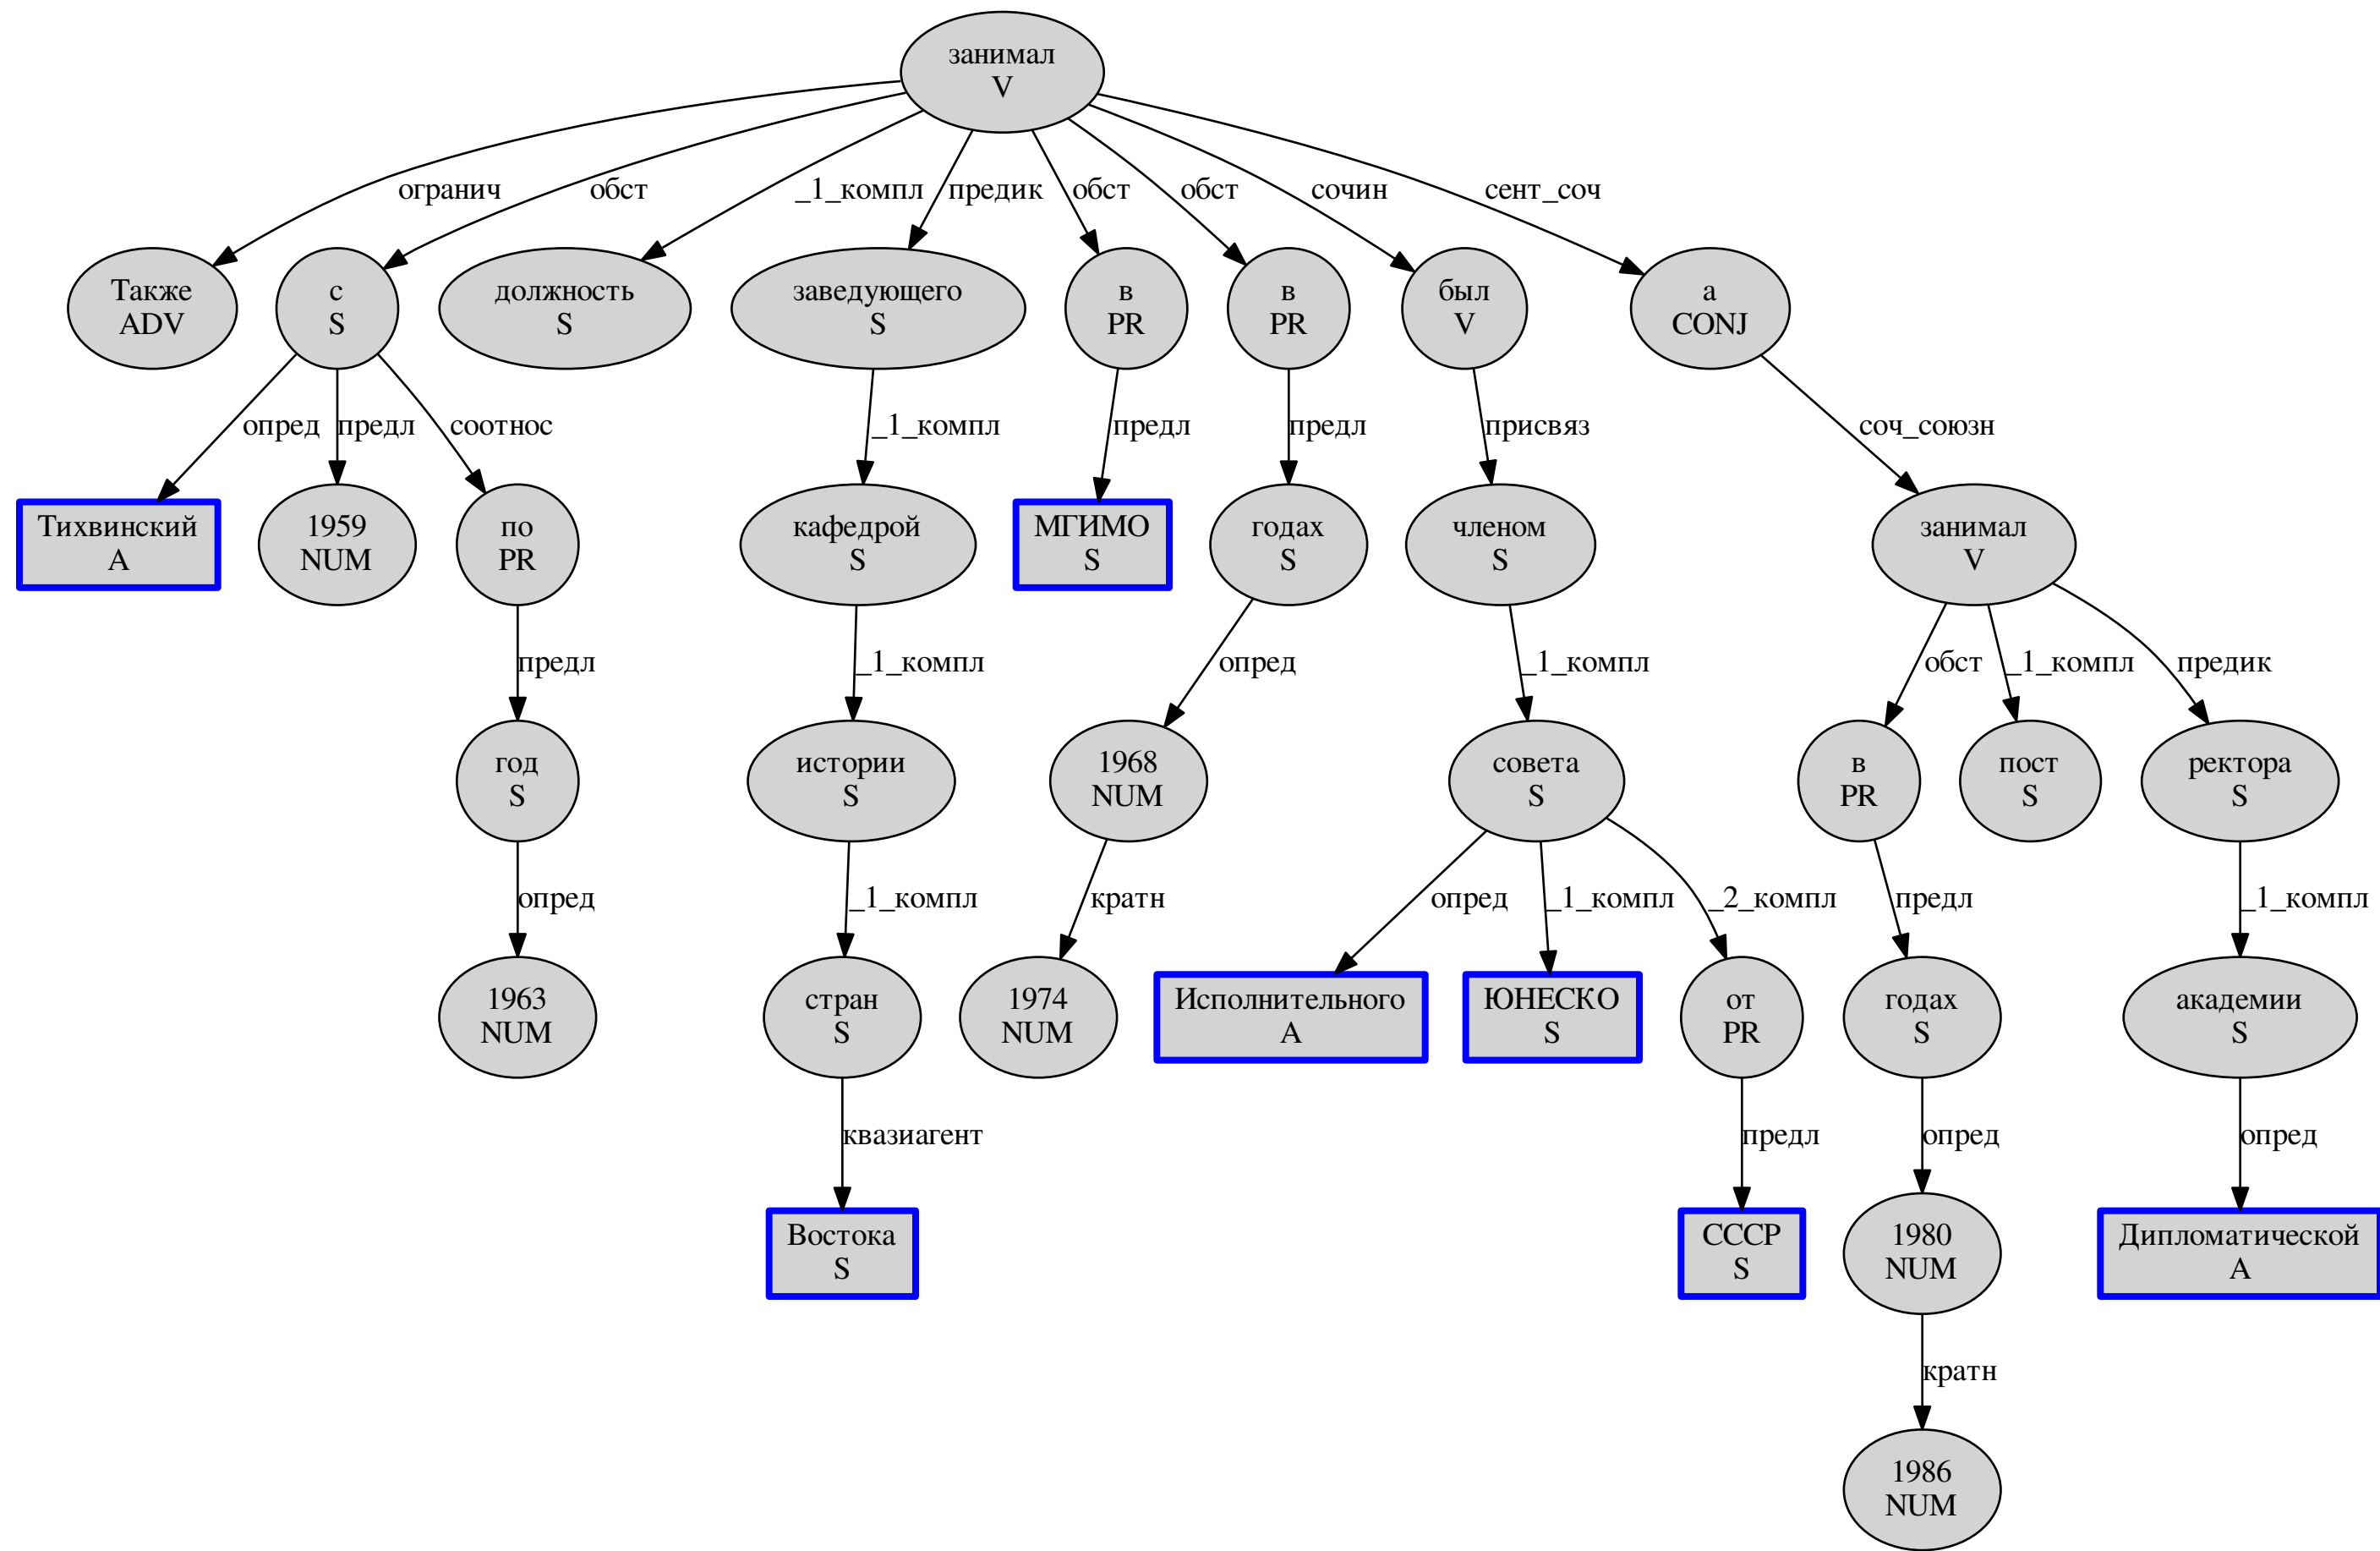 занимал
V
огранич
обст
_1_компл
предик
обст
обст
сочин
сент_соч
Также
ADV
с
S
должность
S
заведующего
S
в
PR
в
PR
был
V
а
CONJ
опред
предл
соотнос
_1_компл
предл
предл
присвяз
соч_союзн
Тихвинский
A
1959
NUM
по
PR
кафедрой
S
МГИМО
S
годах
S
членом
S
занимал
V
предл
_1_компл
опред
_1_компл
обст
_1_компл
предик
год
S
истории
S
1968
NUM
совета
S
в
PR
пост
S
ректора
S
опред
_1_компл
кратн
опред
_1_компл
_2_компл
предл
_1_компл
1963
NUM
стран
S
1974
NUM
Исполнительного
A
ЮНЕСКО
S
от
PR
годах
S
академии
S
квазиагент
предл
опред
опред
Востока
S
СССР
S
1980
NUM
Дипломатической
A
кратн
1986
NUM